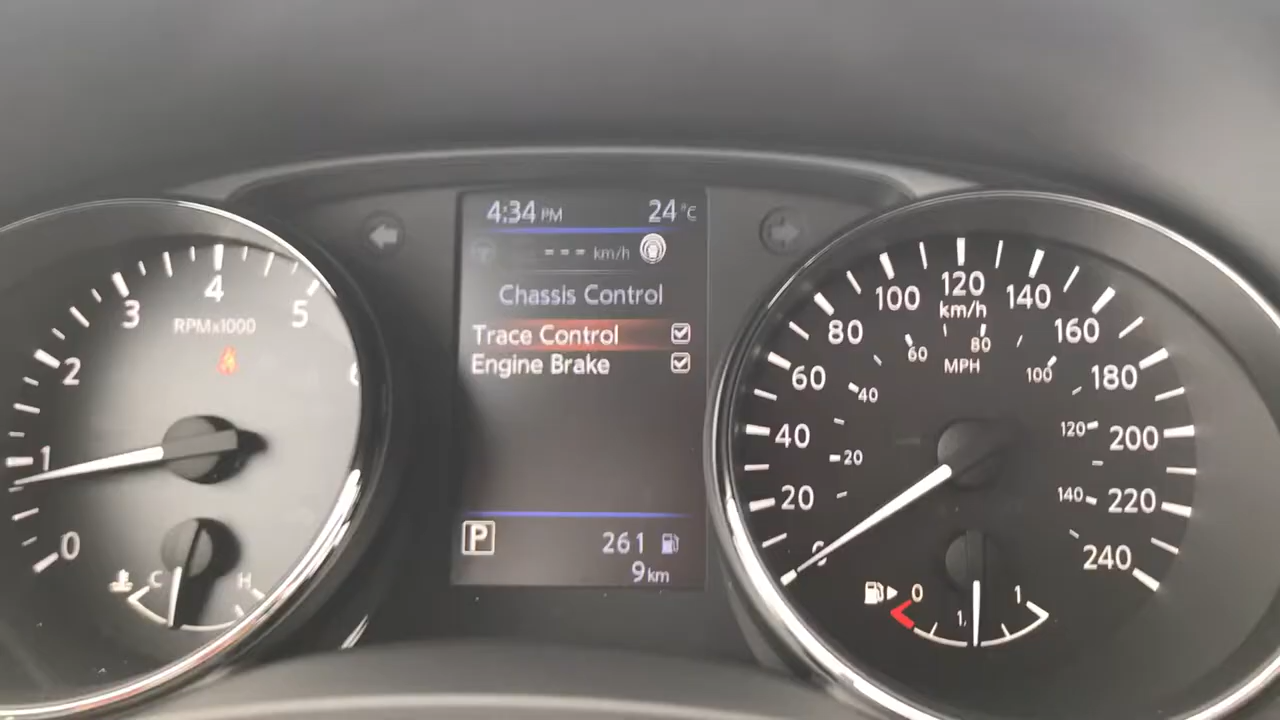 4:34 PM 24°C
--- km/h
Chassis Control
Trace Control
Engine Brake
P
261
9 km
0
1
2
3
4
5
RPMx1000
C H
0
20
40
60
80
100
120
140
160
180
200
220
240
km/h
20
40
60
80
100
120
140
MPH
0
1